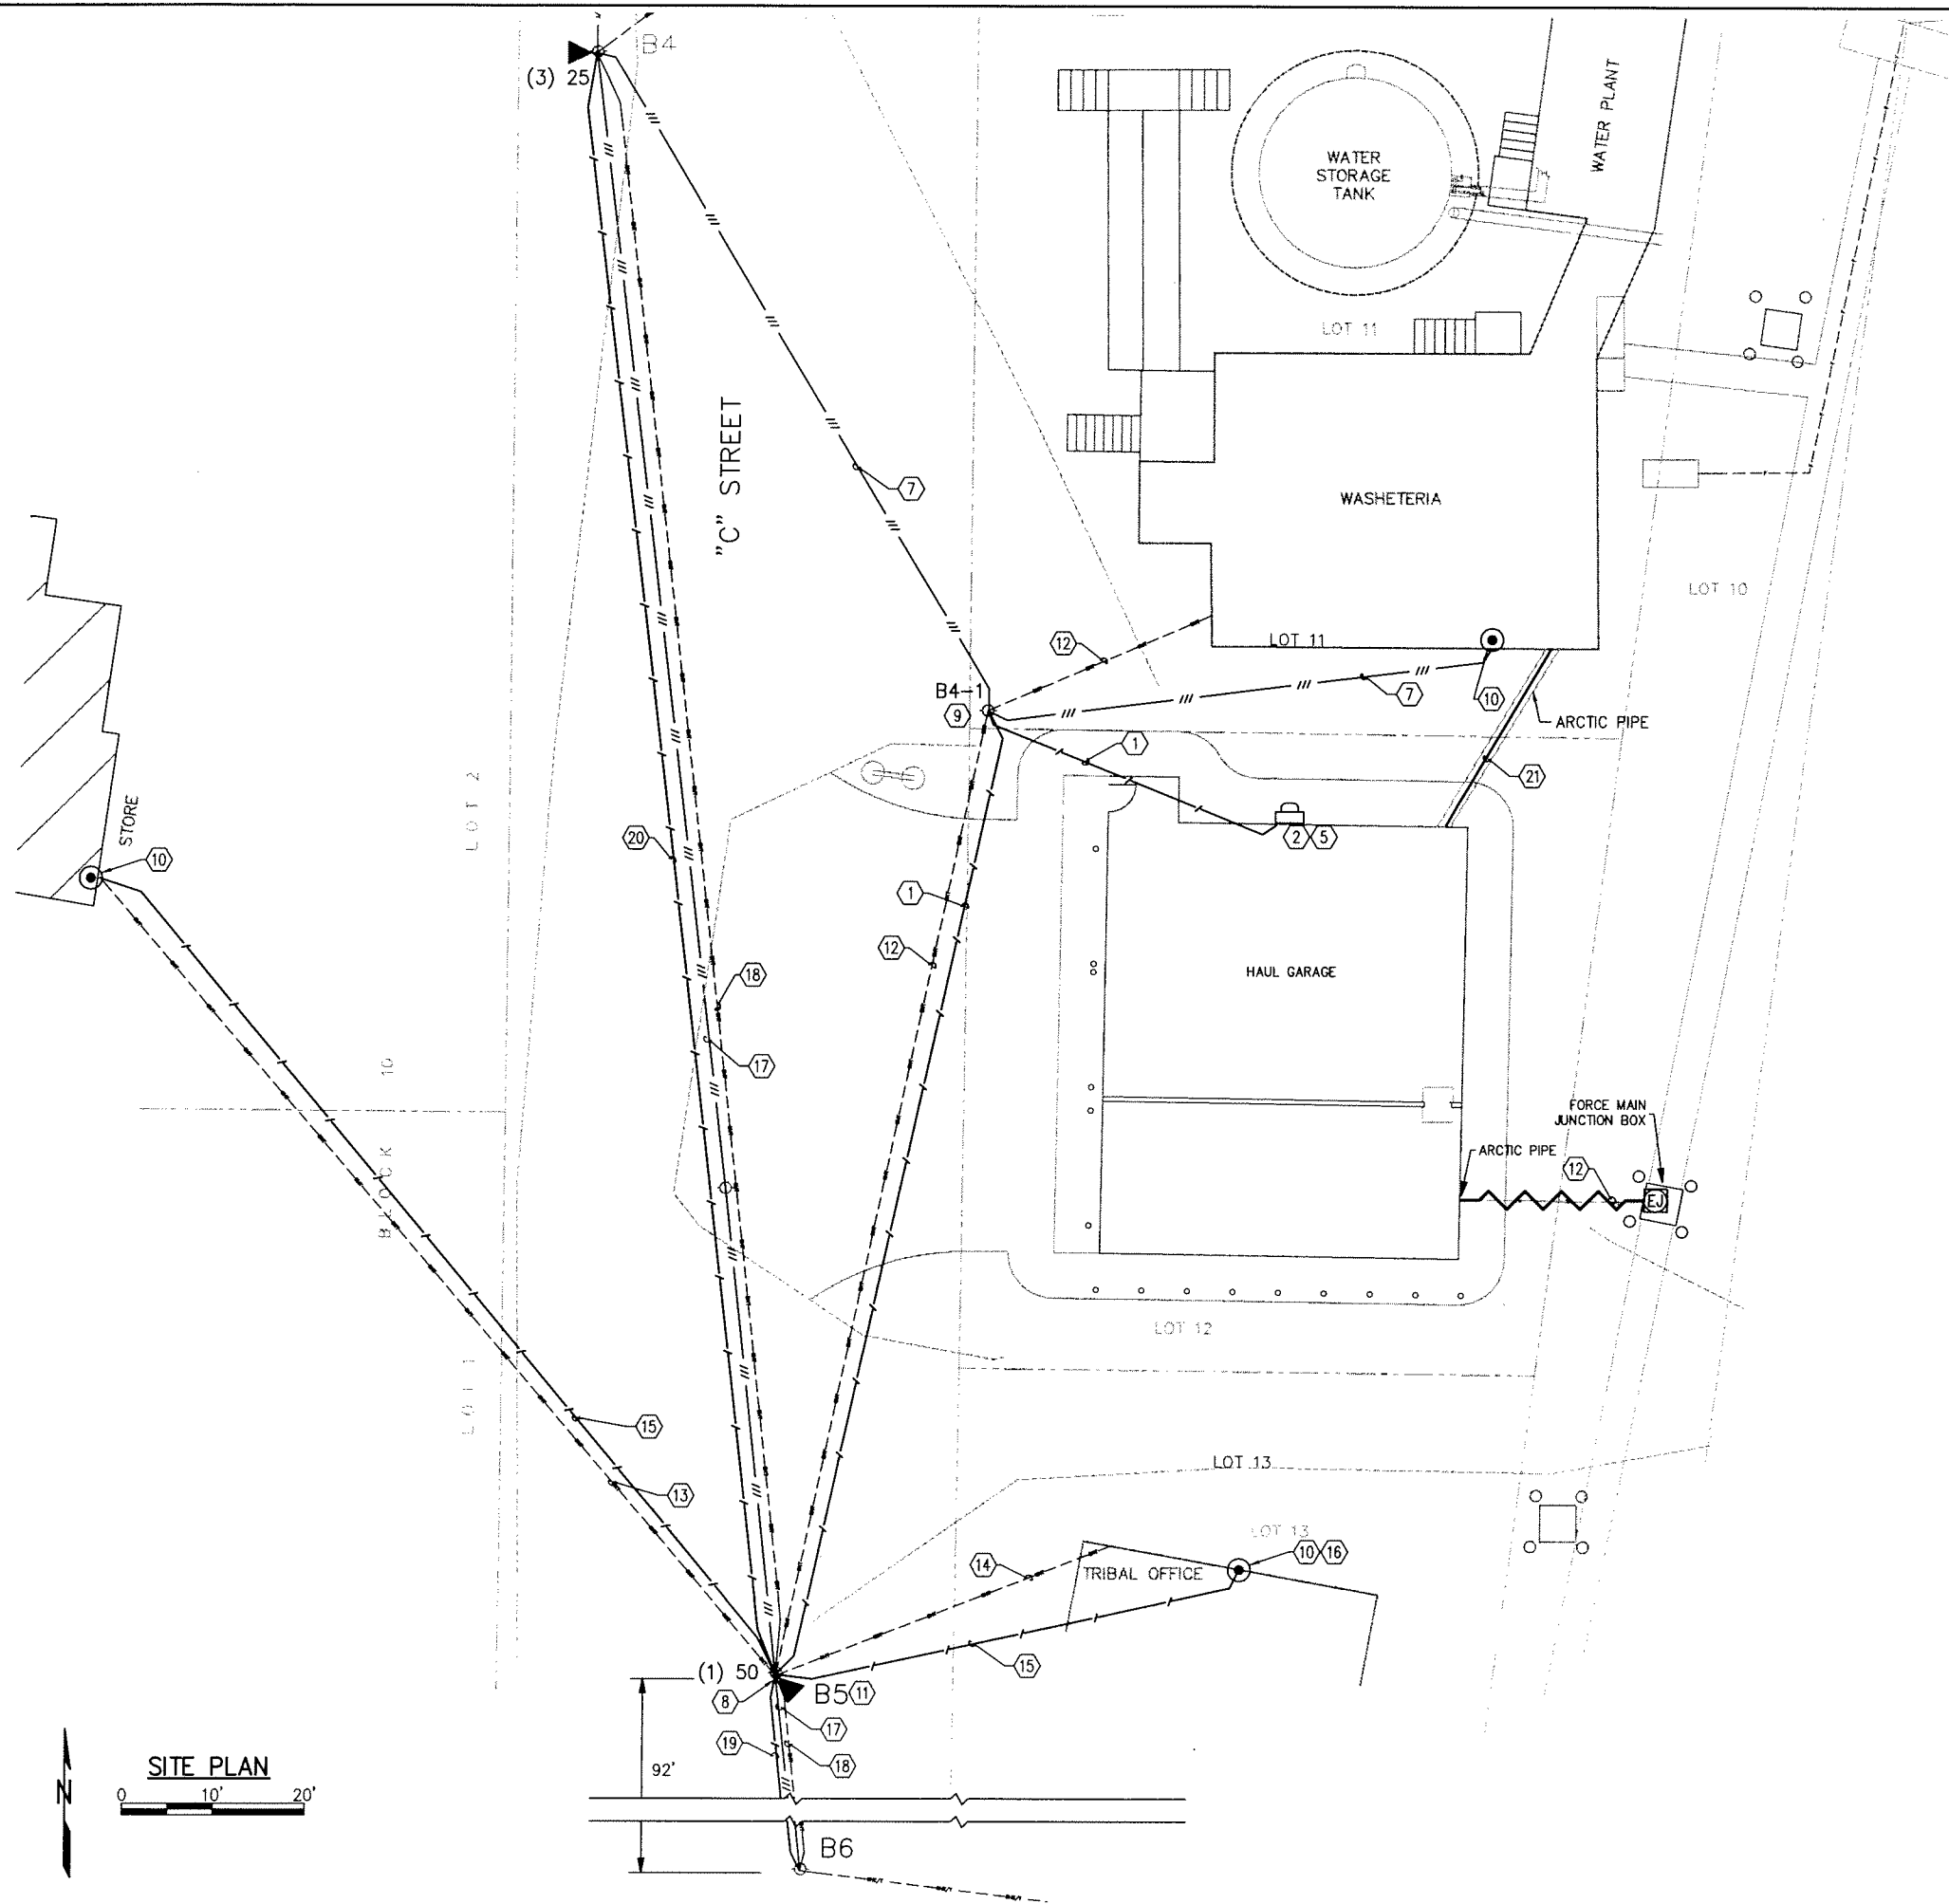 B4
(3) 25
WATER PLANT
WATER
STORAGE
TANK
LOT 11
"C" STREET
7
WASHETERIA
LOT 10
12
LOT 11
B4-1
9
7
10
ARCTIC PIPE
1
21
LOT 2
STORE
2 5
20
10
1
12
HAUL GARAGE
18
17
BLOCK 10
FORCE MAIN
JUNCTION BOX
ARCTIC PIPE
12
EJ
LOT 12
LOT 1
15
LOT 13
13
LOT 13
14
10 16
TRIBAL OFFICE
15
(1) 50
8
B5 11
17
19
18
92'
N
SITE PLAN
0 10' 20'
B6